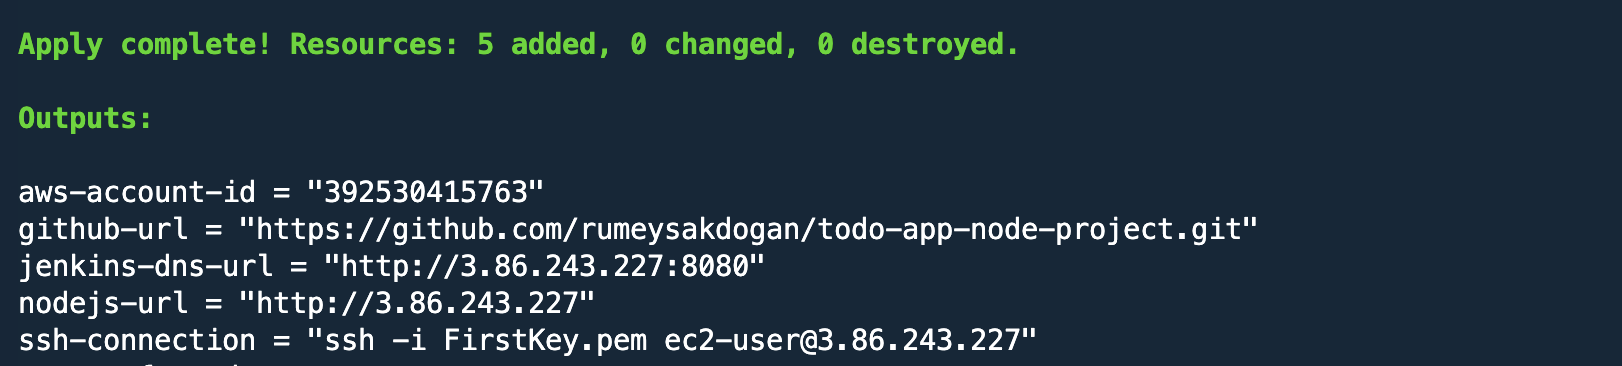 Apply complete! Resources: 5 added, 0 changed, 0 destroyed.
Outputs:
aws-account-id = "392530415763"
github-url = "https://github.com/rumeysakdogan/todo-app-node-project.git"
jenkins-dns-url = "http://3.86.243.227:8080"
nodejs-url = "http://3.86.243.227"
ssh-connection = "ssh -i FirstKey.pem ec2-user@3.86.243.227"